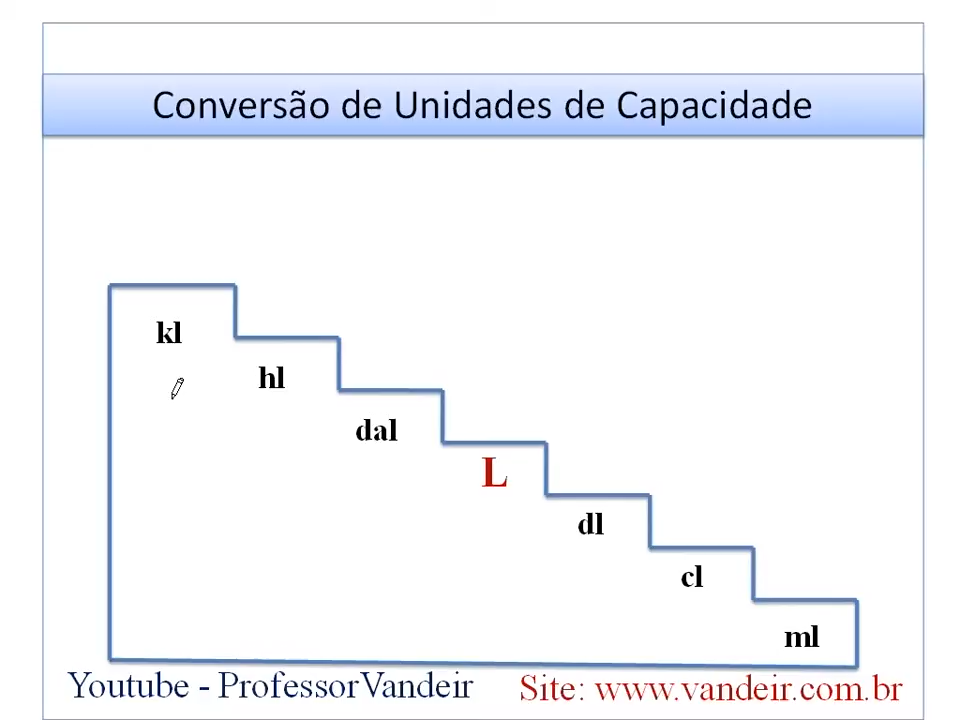 Conversão de Unidades de Capacidade
kl
hl
dal
L
dl
cl
ml
Youtube - ProfessorVandeir
Site: www.vandeir.com.br